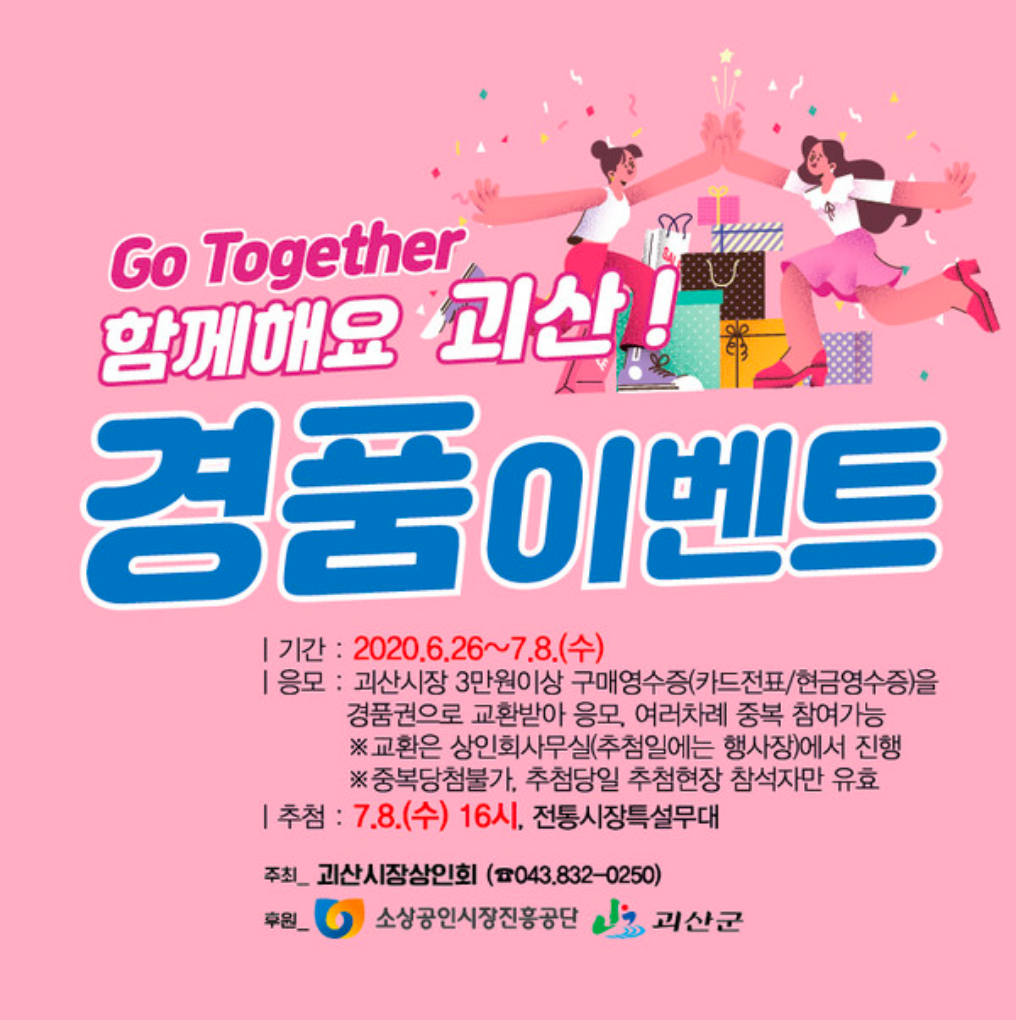 Go Together
함께해요 괴산!
경품이벤트
| 기간 : 2020.6.26~7.8.(수)
| 응모 : 괴산시장 3만원이상 구매영수증(카드전표/현금영수증)을
경품권으로 교환받아 응모, 여러차례 중복 참여가능
※교환은 상인회사무실(추첨일에는 행사장)에서 진행
※중복당첨불가, 추첨당일 추첨현장 참석자만 유효
| 추첨 : 7.8.(수) 16시, 전통시장특설무대
주최_ 괴산시장상인회 (☎043.832-0250)
후원_ 소상공인시장진흥공단 괴산군